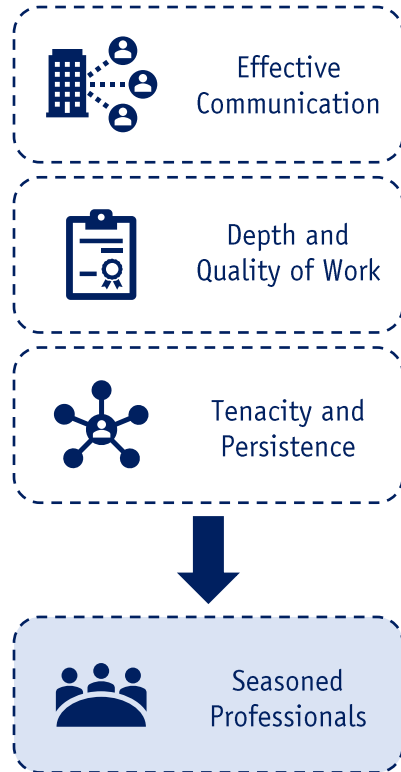 Effective
Communication
Depth and
Quality of Work
Tenacity and
Persistence
Seasoned
Professionals